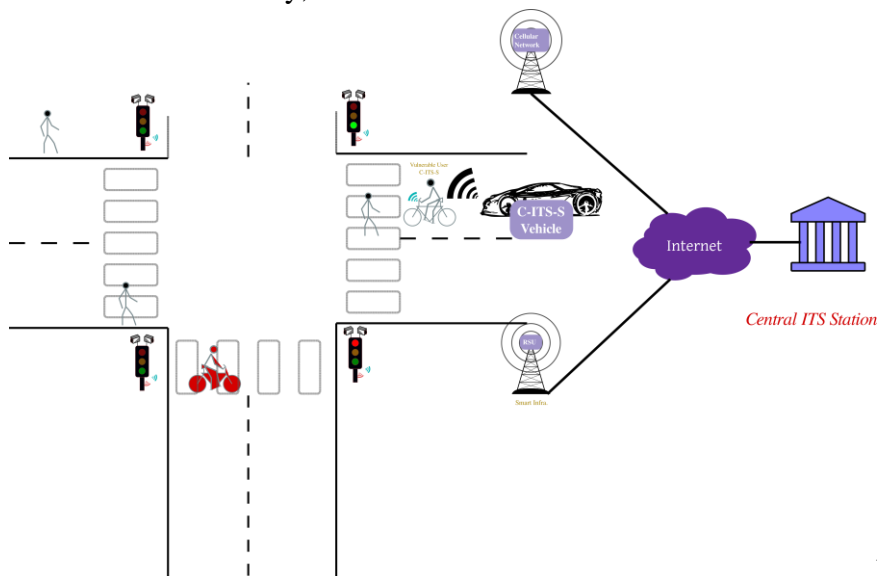 Cellular
Network
Vulnerable User
C-ITS-S
C-ITS-S
Vehicle
Internet
Central ITS Station
RSU
Smart Infra.